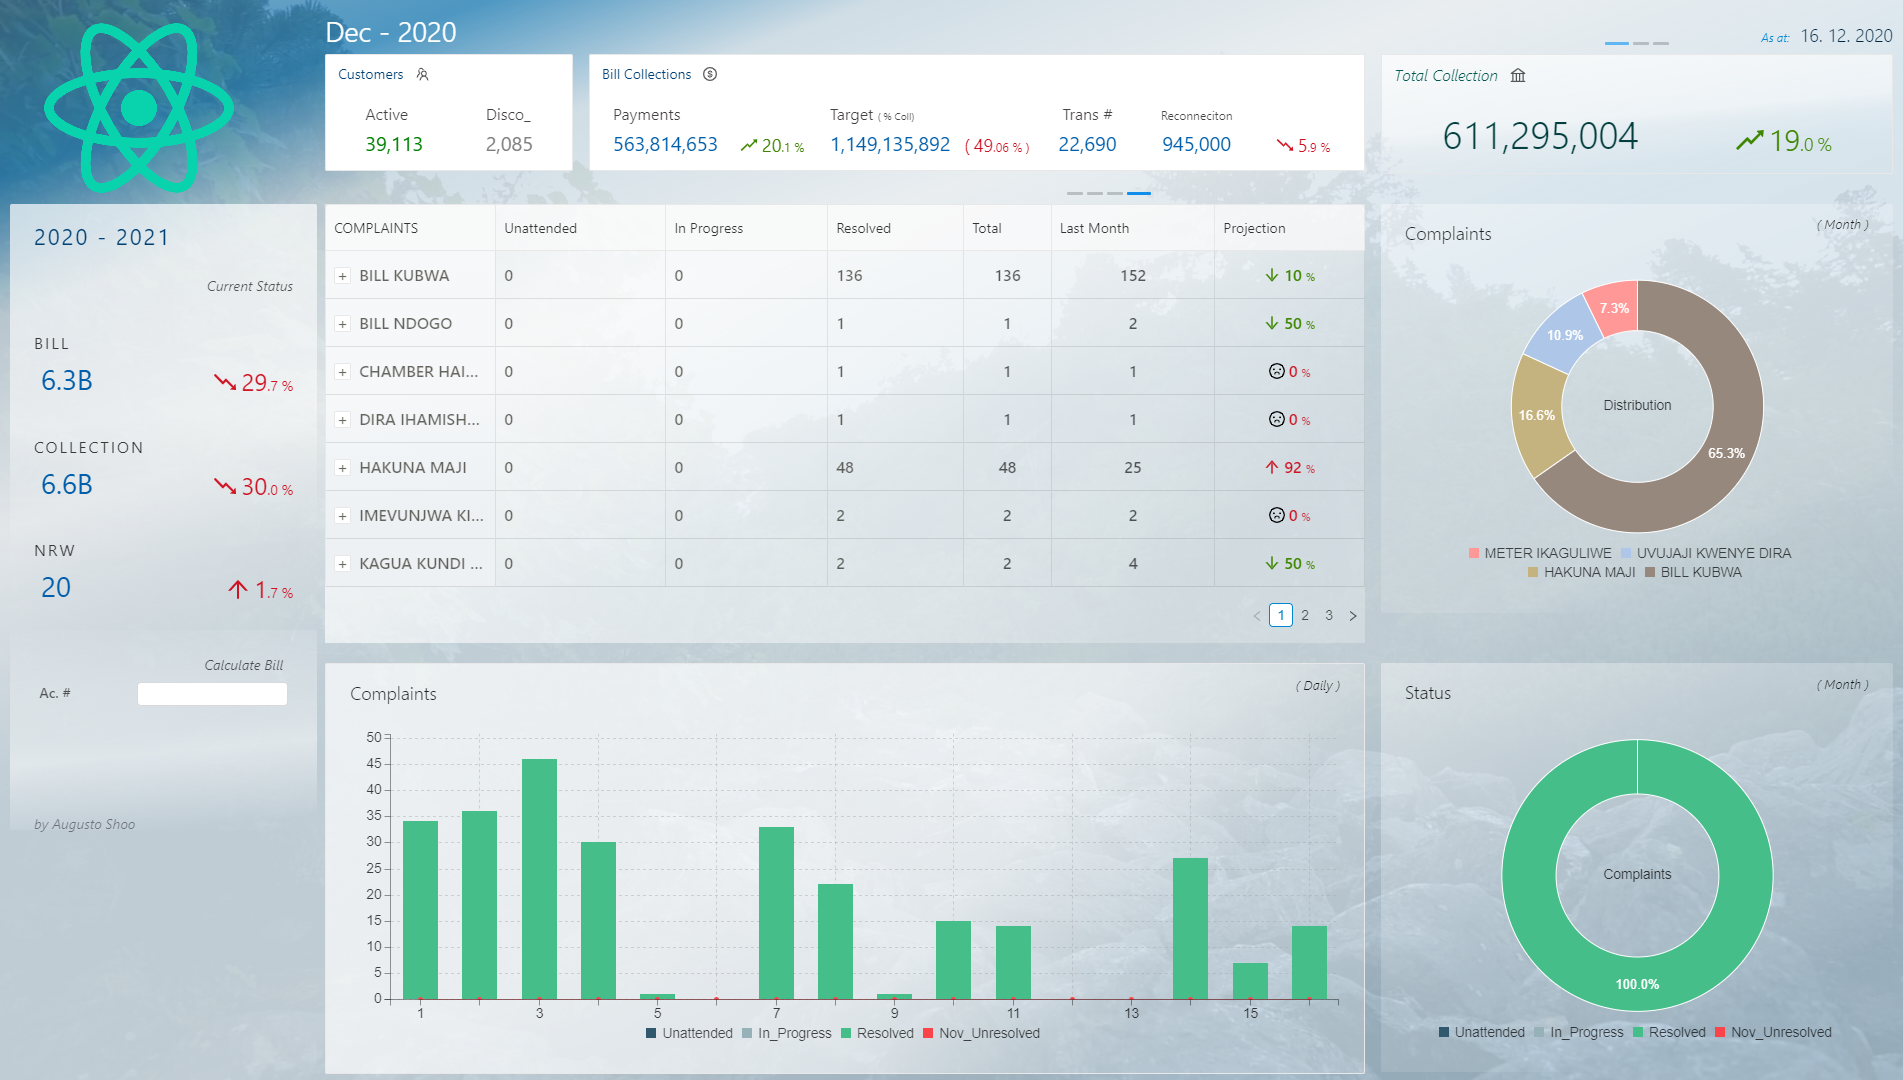 Dec - 2020
As at: 16. 12. 2020
Customers
Active
39,113
Disco_
2,085
Bill Collections
Payments
563,814,653 20.1 %
Target ( % Coll)
1,149,135,892 ( 49.06 % )
Trans #
22,690
Reconneciton
945,000 5.9 %
Total Collection
611,295,004 19.0 %
2020 - 2021
Current Status
BILL
6.3B 29.7 %
COLLECTION
6.6B 30.0 %
NRW
20 1.7 %
Calculate Bill
Ac. #
by Augusto Shoo
COMPLAINTS Unattended In Progress Resolved Total Last Month Projection
+ BILL KUBWA 0 0 136 136 152 10 %
+ BILL NDOGO 0 0 1 1 2 50 %
+ CHAMBER HAI... 0 0 1 1 1 0 %
+ DIRA IHAMISH... 0 0 1 1 1 0 %
+ HAKUNA MAJI 0 0 48 48 25 92 %
+ IMEVUNJWA KI... 0 0 2 2 2 0 %
+ KAGUA KUNDI ... 0 0 2 2 4 50 %
< 1 2 3 >
Complaints
( Month )
7.3%
10.9%
16.6%
65.3%
Distribution
METER IKAGULIWE UVUJAJI KWENYE DIRA
HAKUNA MAJI BILL KUBWA
Complaints
( Daily )
50
45
40
35
30
25
20
15
10
5
0
1 3 5 7 9 11 13 15
Unattended In_Progress Resolved Nov_Unresolved
Status
( Month )
Complaints
100.0%
Unattended In_Progress Resolved Nov_Unresolved